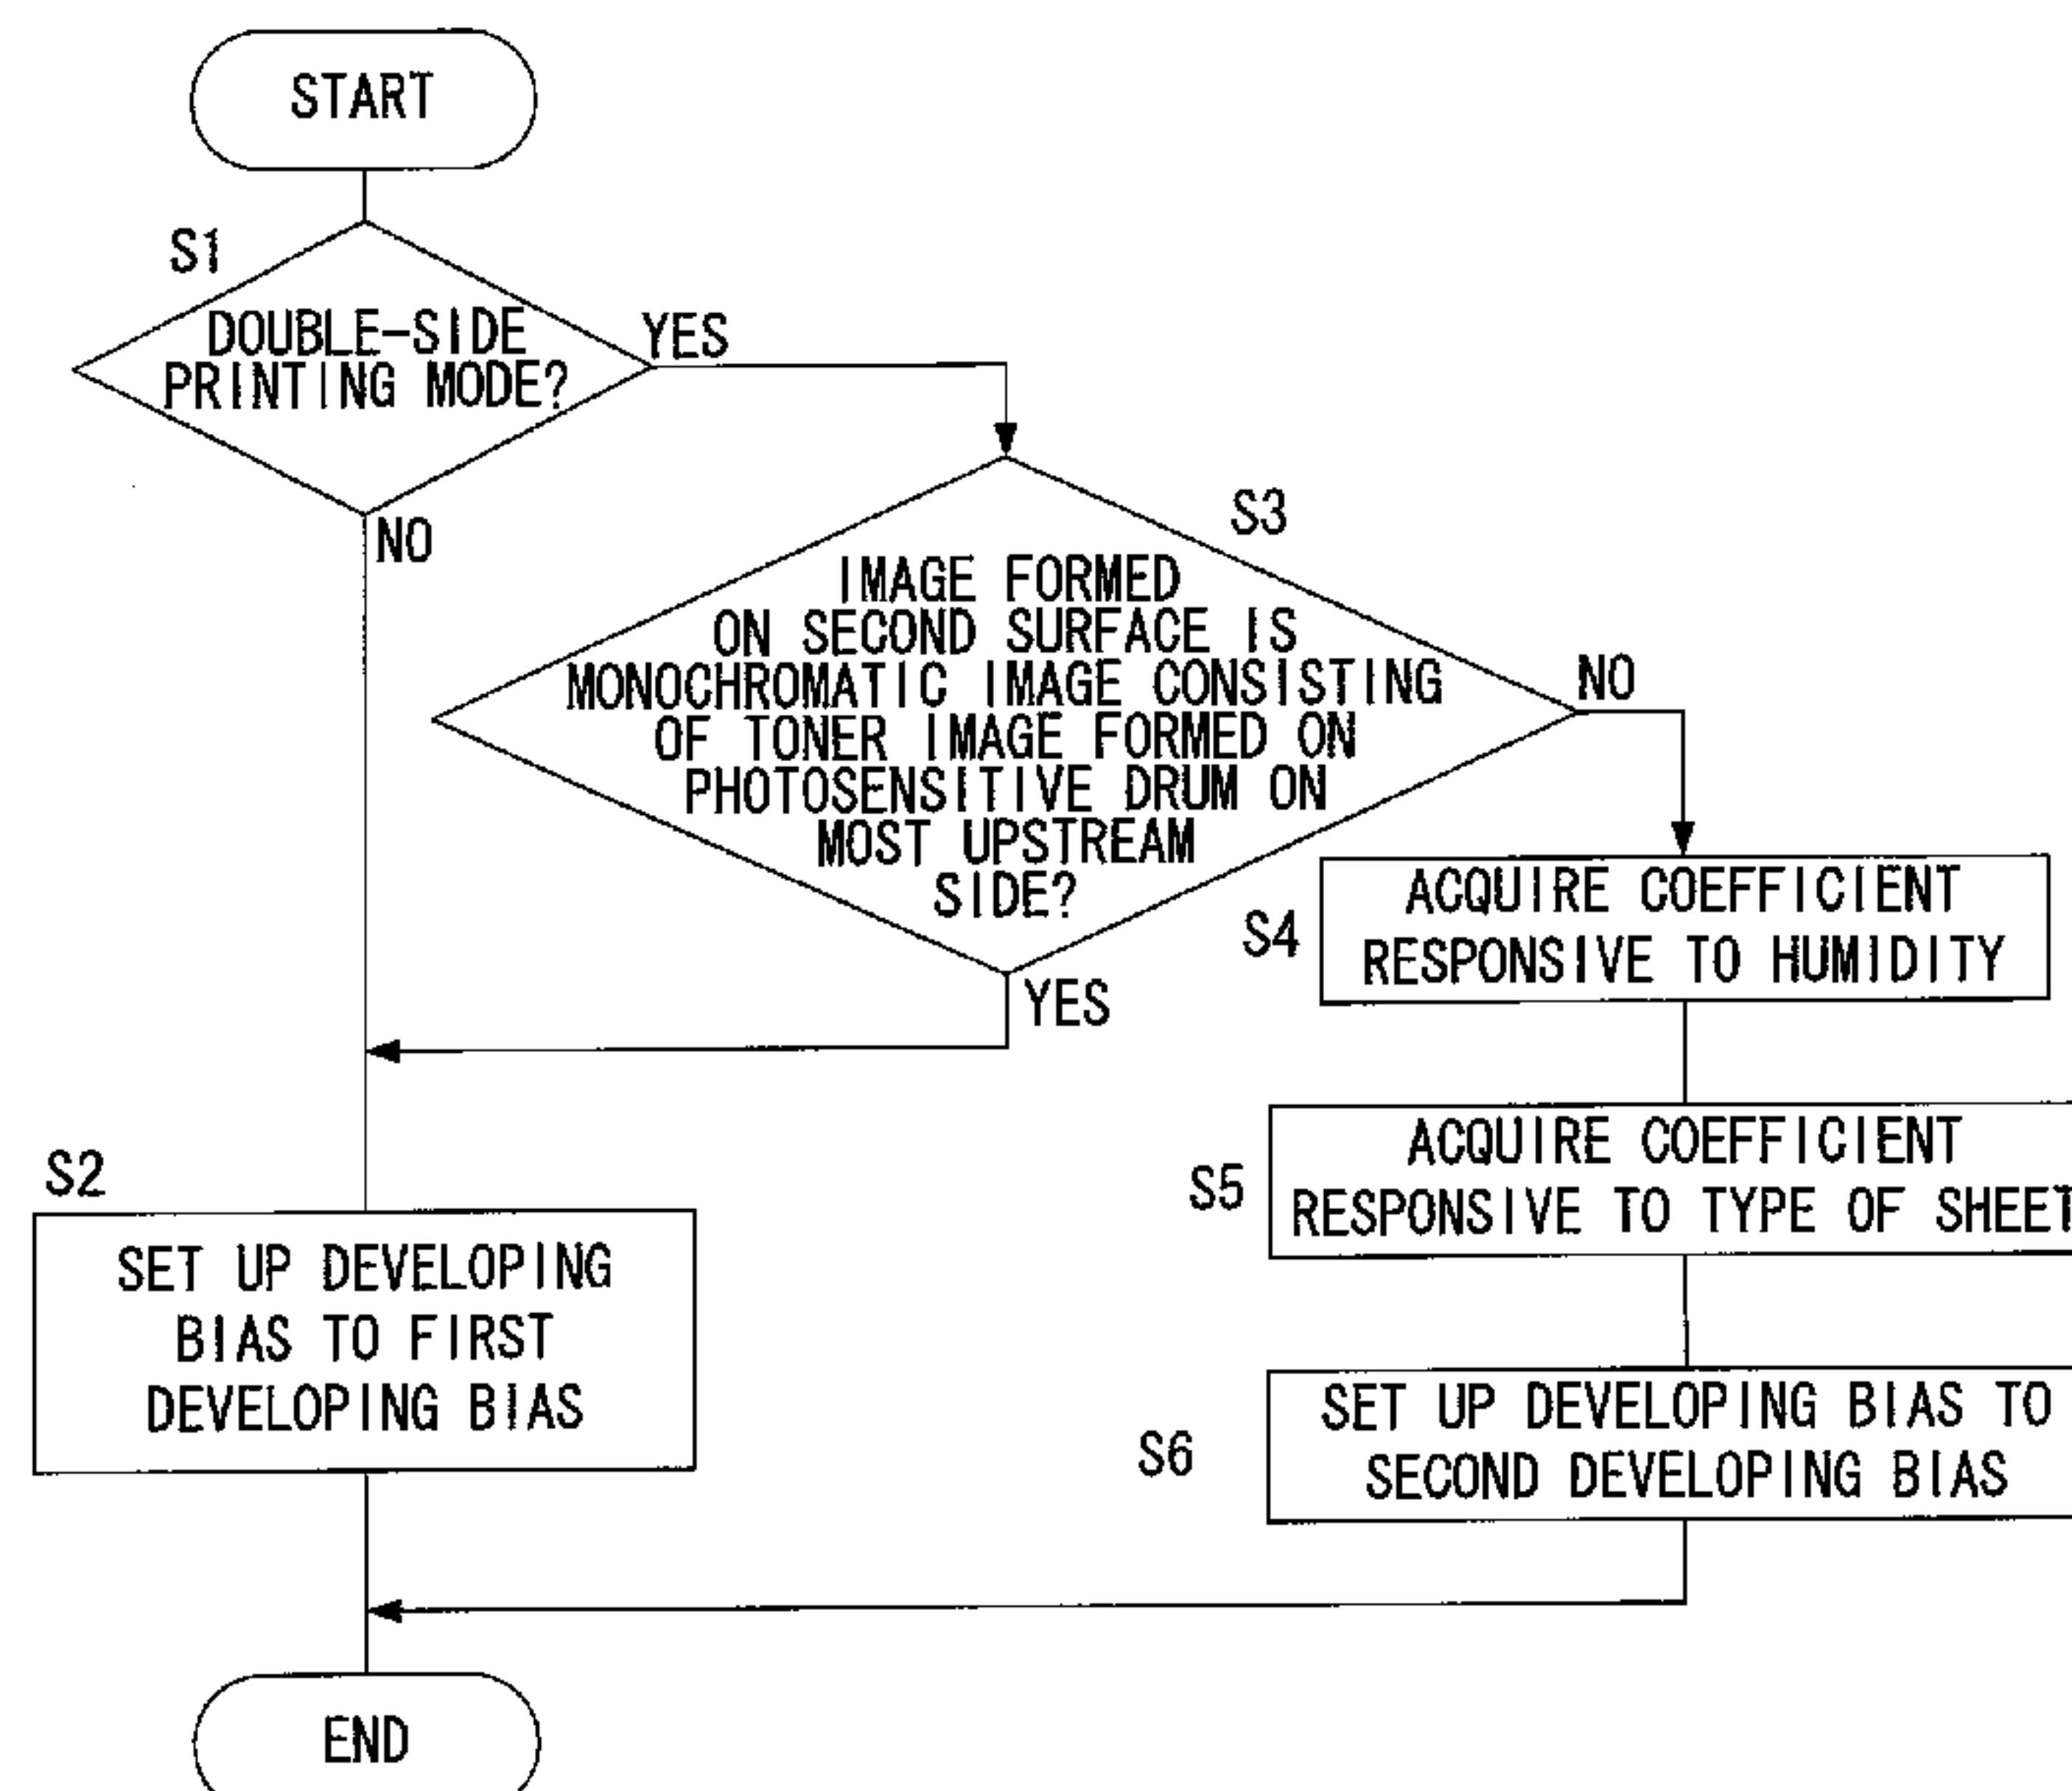 START
S1
DOUBLE-SIDE
PRINTING MODE?
YES
NO
S3
IMAGE FORMED
ON SECOND SURFACE IS
MONOCHROMATIC IMAGE CONSISTING
OF TONER IMAGE FORMED ON
PHOTOSENSITIVE DRUM ON
MOST UPSTREAM
SIDE?
NO
YES
S4
ACQUIRE COEFFICIENT
RESPONSIVE TO HUMIDITY
S5
ACQUIRE COEFFICIENT
RESPONSIVE TO TYPE OF SHEET
S2
SET UP DEVELOPING
BIAS TO FIRST
DEVELOPING BIAS
S6
SET UP DEVELOPING BIAS TO
SECOND DEVELOPING BIAS
END